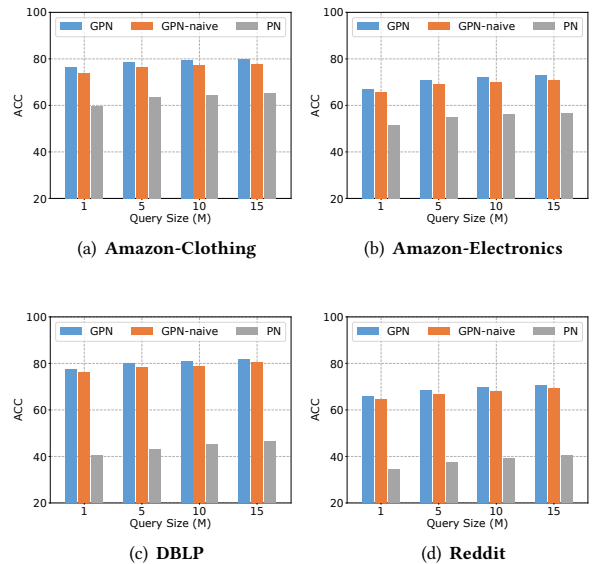 GPN GPN-naive PN
100
80
60
40
20
ACC
1 5 10 15
Query Size (M)
(a) Amazon-Clothing
GPN GPN-naive PN
100
80
60
40
20
ACC
1 5 10 15
Query Size (M)
(b) Amazon-Electronics
GPN GPN-naive PN
100
80
60
40
20
ACC
1 5 10 15
Query Size (M)
(c) DBLP
GPN GPN-naive PN
100
80
60
40
20
ACC
1 5 10 15
Query Size (M)
(d) Reddit